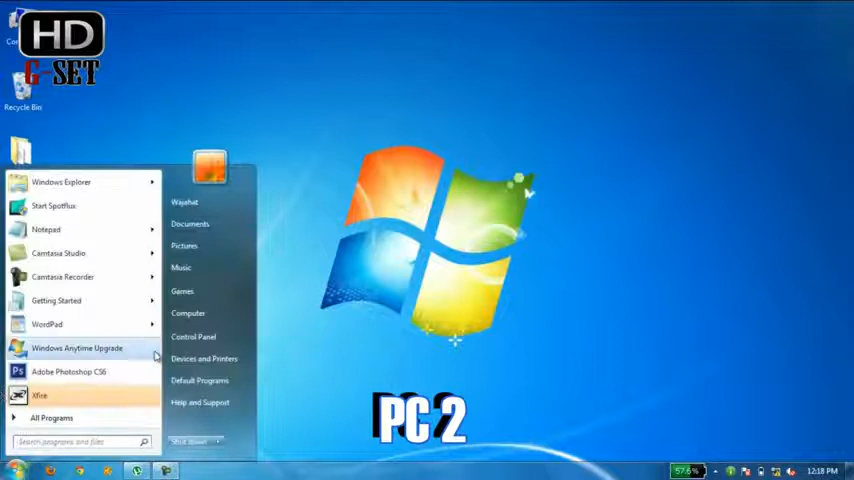 HD
G-SET
Recycle Bin
Windows Explorer
Start Spotflux
Notepad
Camtasia Studio
Camtasia Recorder
Getting Started
WordPad
Windows Anytime Upgrade
Adobe Photoshop CS6
Xfire
All Programs
Search programs and files
Wajahat
Documents
Pictures
Music
Games
Computer
Control Panel
Devices and Printers
Default Programs
Help and Support
Shut down
PC 2
57.6%
12:18 PM